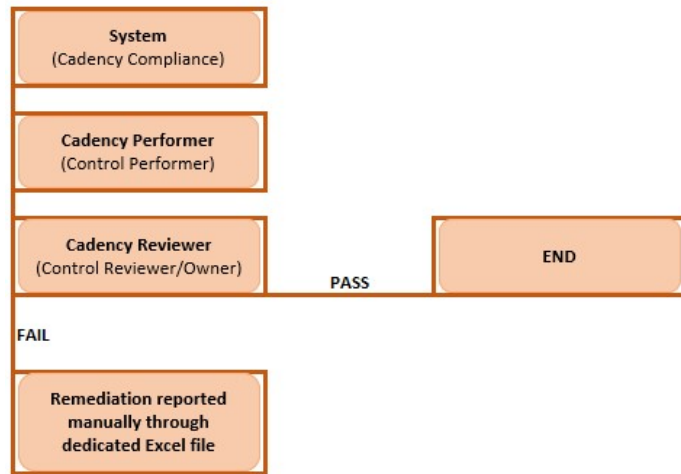 System
(Cadency Compliance)
Cadency Performer
(Control Performer)
Cadency Reviewer
(Control Reviewer/Owner)
END
PASS
FAIL
Remediation reported
manually through
dedicated Excel file